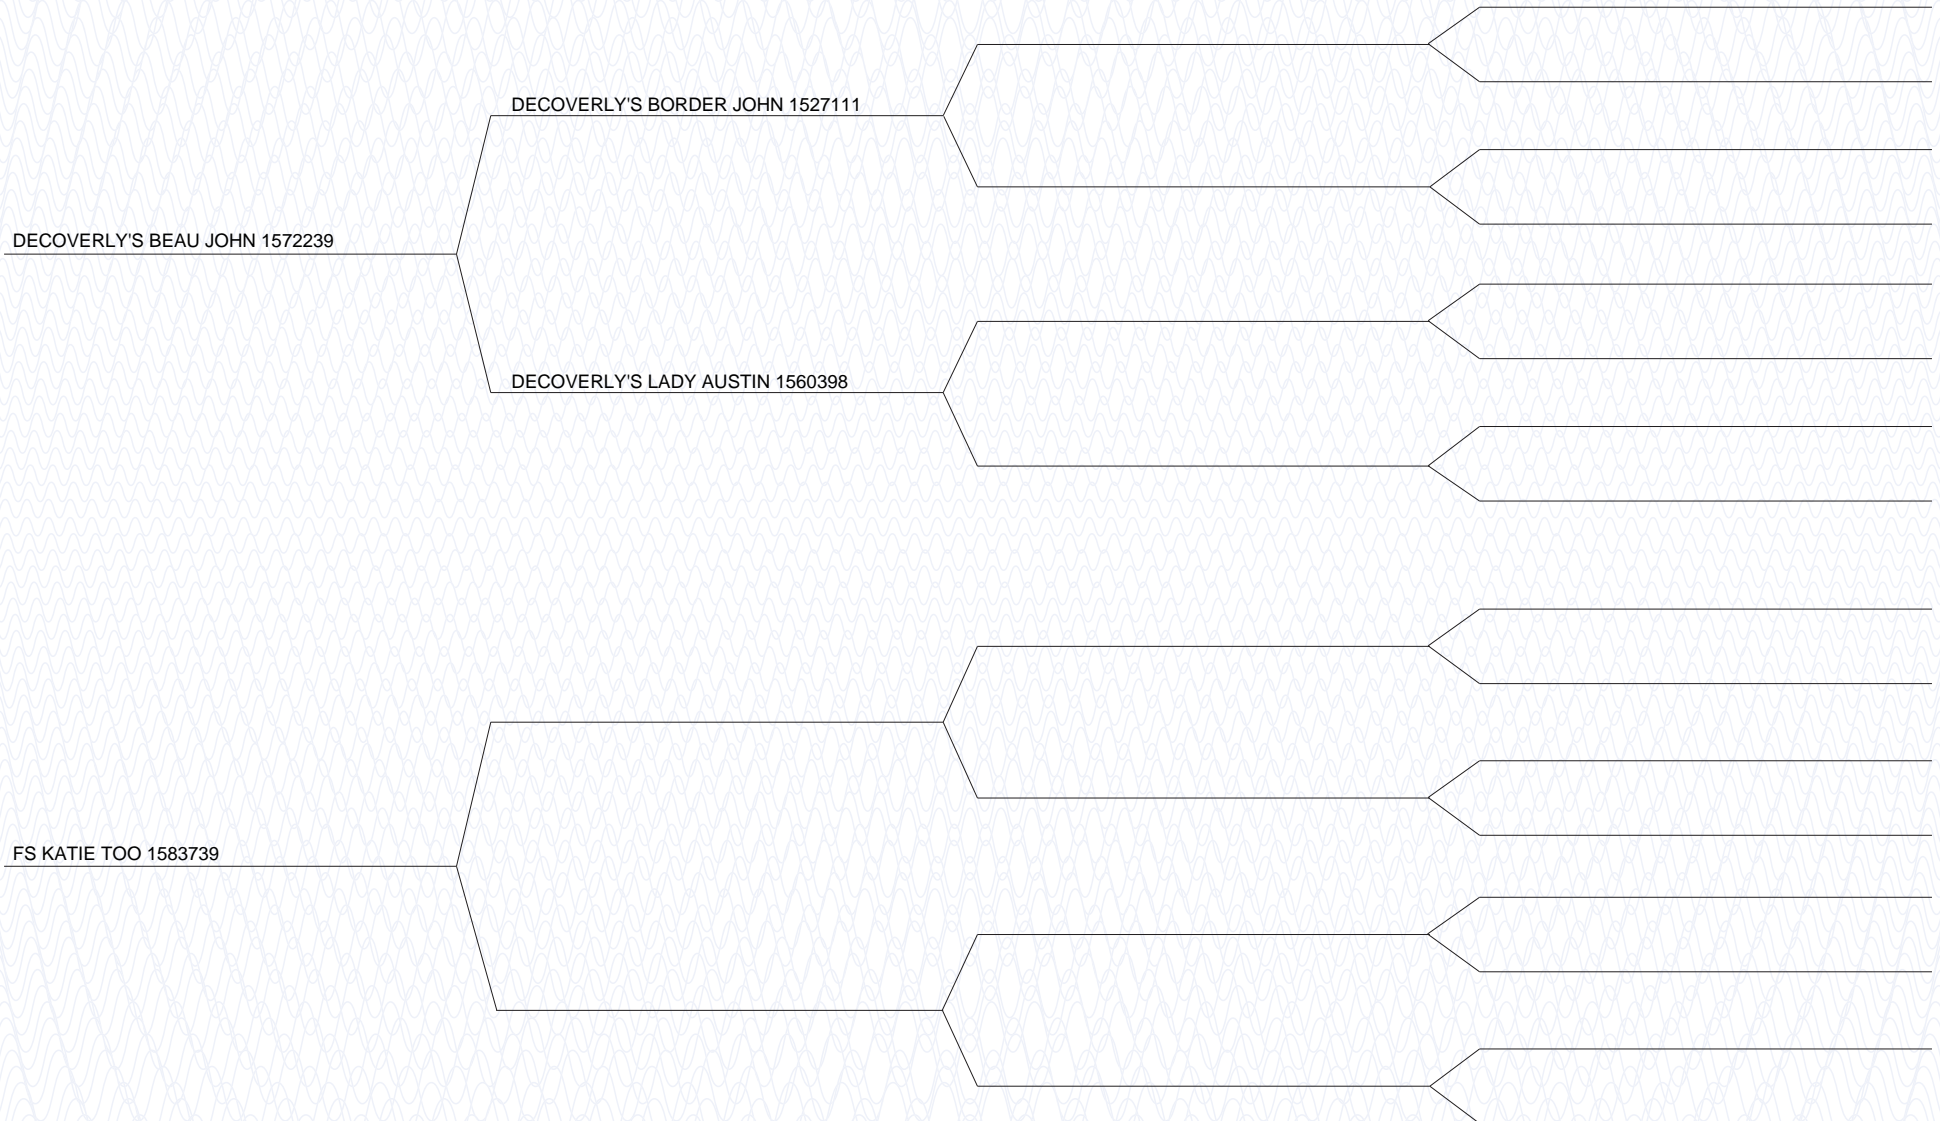 DECOVERLY'S BORDER JOHN 1527111
DECOVERLY'S BEAU JOHN 1572239
DECOVERLY'S LADY AUSTIN 1560398
FS KATIE TOO 1583739